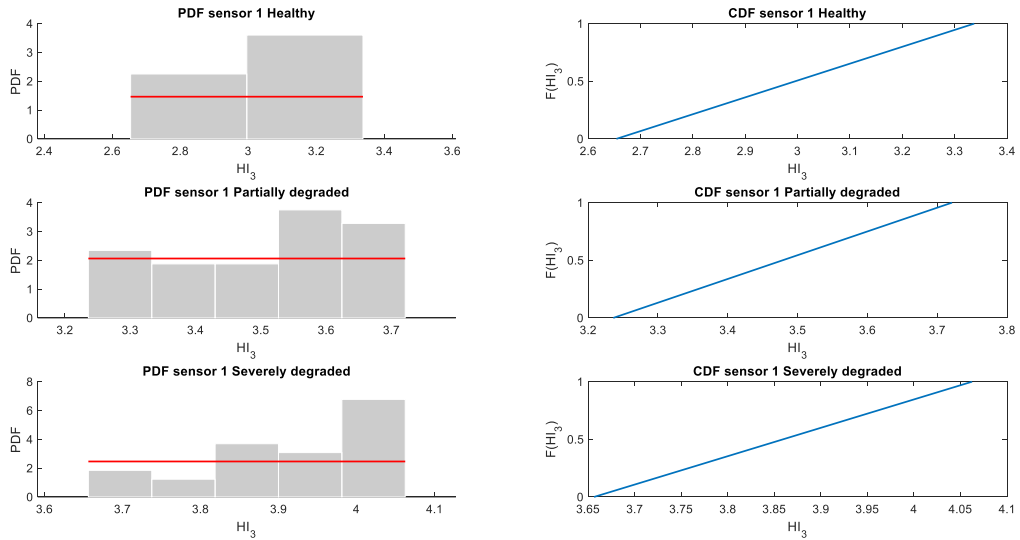 PDF sensor 1 Healthy
PDF
4
3
2
1
0
2.4 2.6 2.8 3 3.2 3.4 3.6
HI3
CDF sensor 1 Healthy
F(HI3)
1
0.5
0
2.6 2.7 2.8 2.9 3 3.1 3.2 3.3 3.4
HI3
PDF sensor 1 Partially degraded
PDF
4
3
2
1
0
3.2 3.3 3.4 3.5 3.6 3.7
HI3
CDF sensor 1 Partially degraded
F(HI3)
1
0.5
0
3.2 3.3 3.4 3.5 3.6 3.7 3.8
HI3
PDF sensor 1 Severely degraded
PDF
8
6
4
2
0
3.6 3.7 3.8 3.9 4 4.1
HI3
CDF sensor 1 Severely degraded
F(HI3)
1
0.5
0
3.65 3.7 3.75 3.8 3.85 3.9 3.95 4 4.05 4.1
HI3